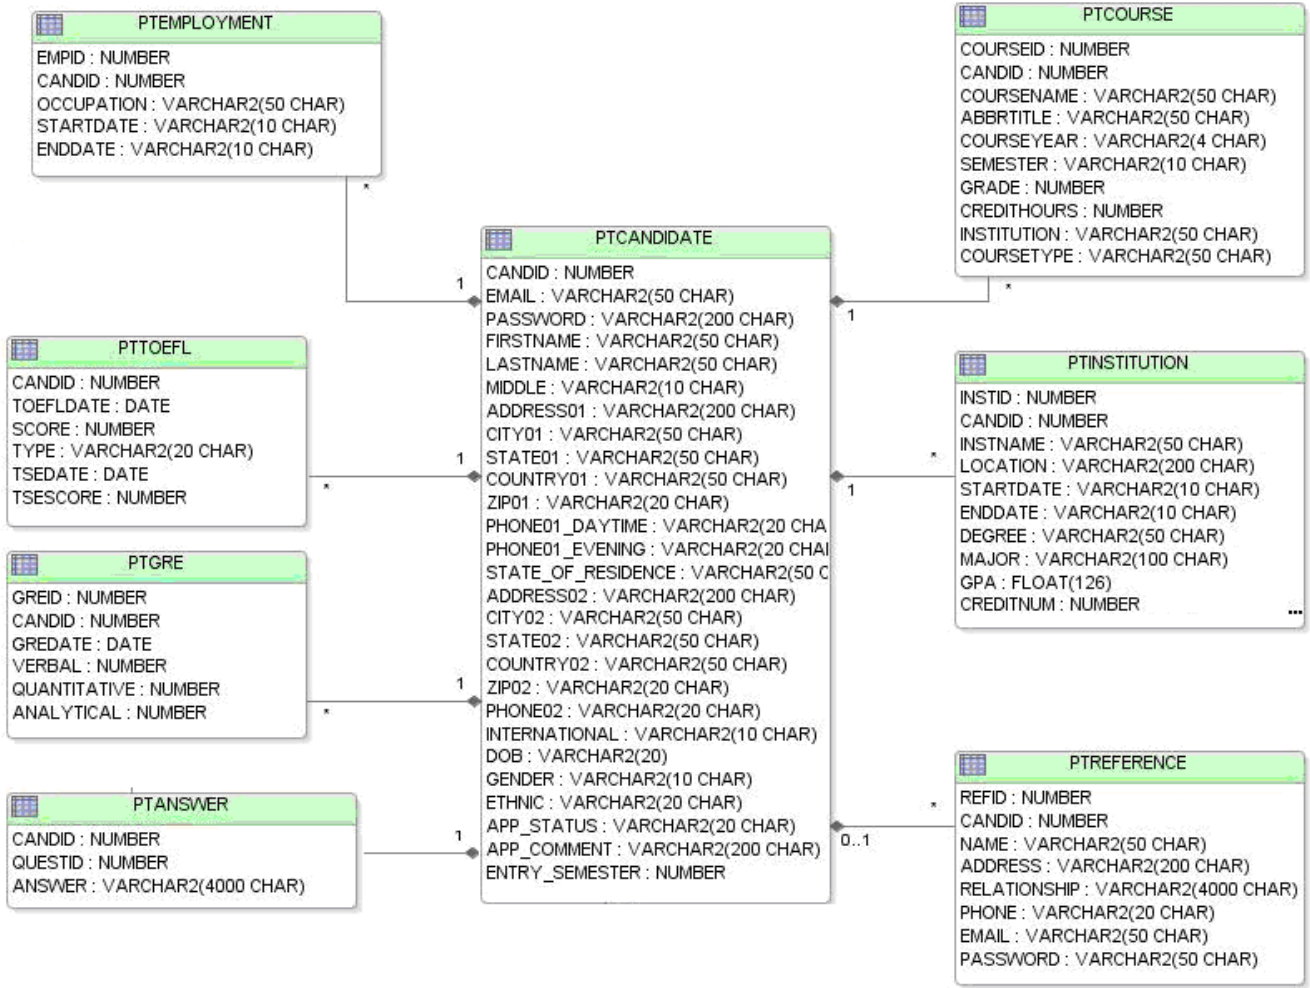 PTEMPLOYMENT
EMPID : NUMBER
CANDID : NUMBER
OCCUPATION : VARCHAR2(50 CHAR)
STARTDATE : VARCHAR2(10 CHAR)
ENDDATE : VARCHAR2(10 CHAR)
*
1
PTTOEFL
CANDID : NUMBER
TOEFLDATE : DATE
SCORE : NUMBER
TYPE : VARCHAR2(20 CHAR)
TSEDATE : DATE
TSESCORE : NUMBER
*
1
PTGRE
GREID : NUMBER
CANDID : NUMBER
GREDATE : DATE
VERBAL : NUMBER
QUANTITATIVE : NUMBER
ANALYTICAL : NUMBER
*
1
PTANSWER
CANDID : NUMBER
QUESTID : NUMBER
ANSWER : VARCHAR2(4000 CHAR)
1
PTCANDIDATE
CANDID : NUMBER
EMAIL : VARCHAR2(50 CHAR)
PASSWORD : VARCHAR2(200 CHAR)
FIRSTNAME : VARCHAR2(50 CHAR)
LASTNAME : VARCHAR2(50 CHAR)
MIDDLE : VARCHAR2(10 CHAR)
ADDRESS01 : VARCHAR2(200 CHAR)
CITY01 : VARCHAR2(50 CHAR)
STATE01 : VARCHAR2(50 CHAR)
COUNTRY01 : VARCHAR2(50 CHAR)
ZIP01 : VARCHAR2(20 CHAR)
PHONE01_DAYTIME : VARCHAR2(20 CHA
PHONE01_EVENING : VARCHAR2(20 CHA
STATE_OF_RESIDENCE : VARCHAR2(50 C
ADDRESS02 : VARCHAR2(200 CHAR)
CITY02 : VARCHAR2(50 CHAR)
STATE02 : VARCHAR2(50 CHAR)
COUNTRY02 : VARCHAR2(50 CHAR)
ZIP02 : VARCHAR2(20 CHAR)
PHONE02 : VARCHAR2(20 CHAR)
INTERNATIONAL : VARCHAR2(10 CHAR)
DOB : VARCHAR2(20)
GENDER : VARCHAR2(10 CHAR)
ETHNIC : VARCHAR2(20 CHAR)
APP_STATUS : VARCHAR2(20 CHAR)
APP_COMMENT : VARCHAR2(200 CHAR)
ENTRY_SEMESTER : NUMBER
PTCOURSE
COURSEID : NUMBER
CANDID : NUMBER
COURSENAME : VARCHAR2(50 CHAR)
ABBRTITLE : VARCHAR2(50 CHAR)
COURSEYEAR : VARCHAR2(4 CHAR)
SEMESTER : VARCHAR2(10 CHAR)
GRADE : NUMBER
CREDITHOURS : NUMBER
INSTITUTION : VARCHAR2(50 CHAR)
COURSETYPE : VARCHAR2(50 CHAR)
*
1
PTINSTITUTION
INSTID : NUMBER
CANDID : NUMBER
INSTNAME : VARCHAR2(50 CHAR)
LOCATION : VARCHAR2(200 CHAR)
STARTDATE : VARCHAR2(10 CHAR)
ENDDATE : VARCHAR2(10 CHAR)
DEGREE : VARCHAR2(50 CHAR)
MAJOR : VARCHAR2(100 CHAR)
GPA : FLOAT(126)
CREDITNUM : NUMBER
...
*
1
PTREFERENCE
REFID : NUMBER
CANDID : NUMBER
NAME : VARCHAR2(50 CHAR)
ADDRESS : VARCHAR2(200 CHAR)
RELATIONSHIP : VARCHAR2(4000 CHAR)
PHONE : VARCHAR2(20 CHAR)
EMAIL : VARCHAR2(50 CHAR)
PASSWORD : VARCHAR2(50 CHAR)
*
0..1